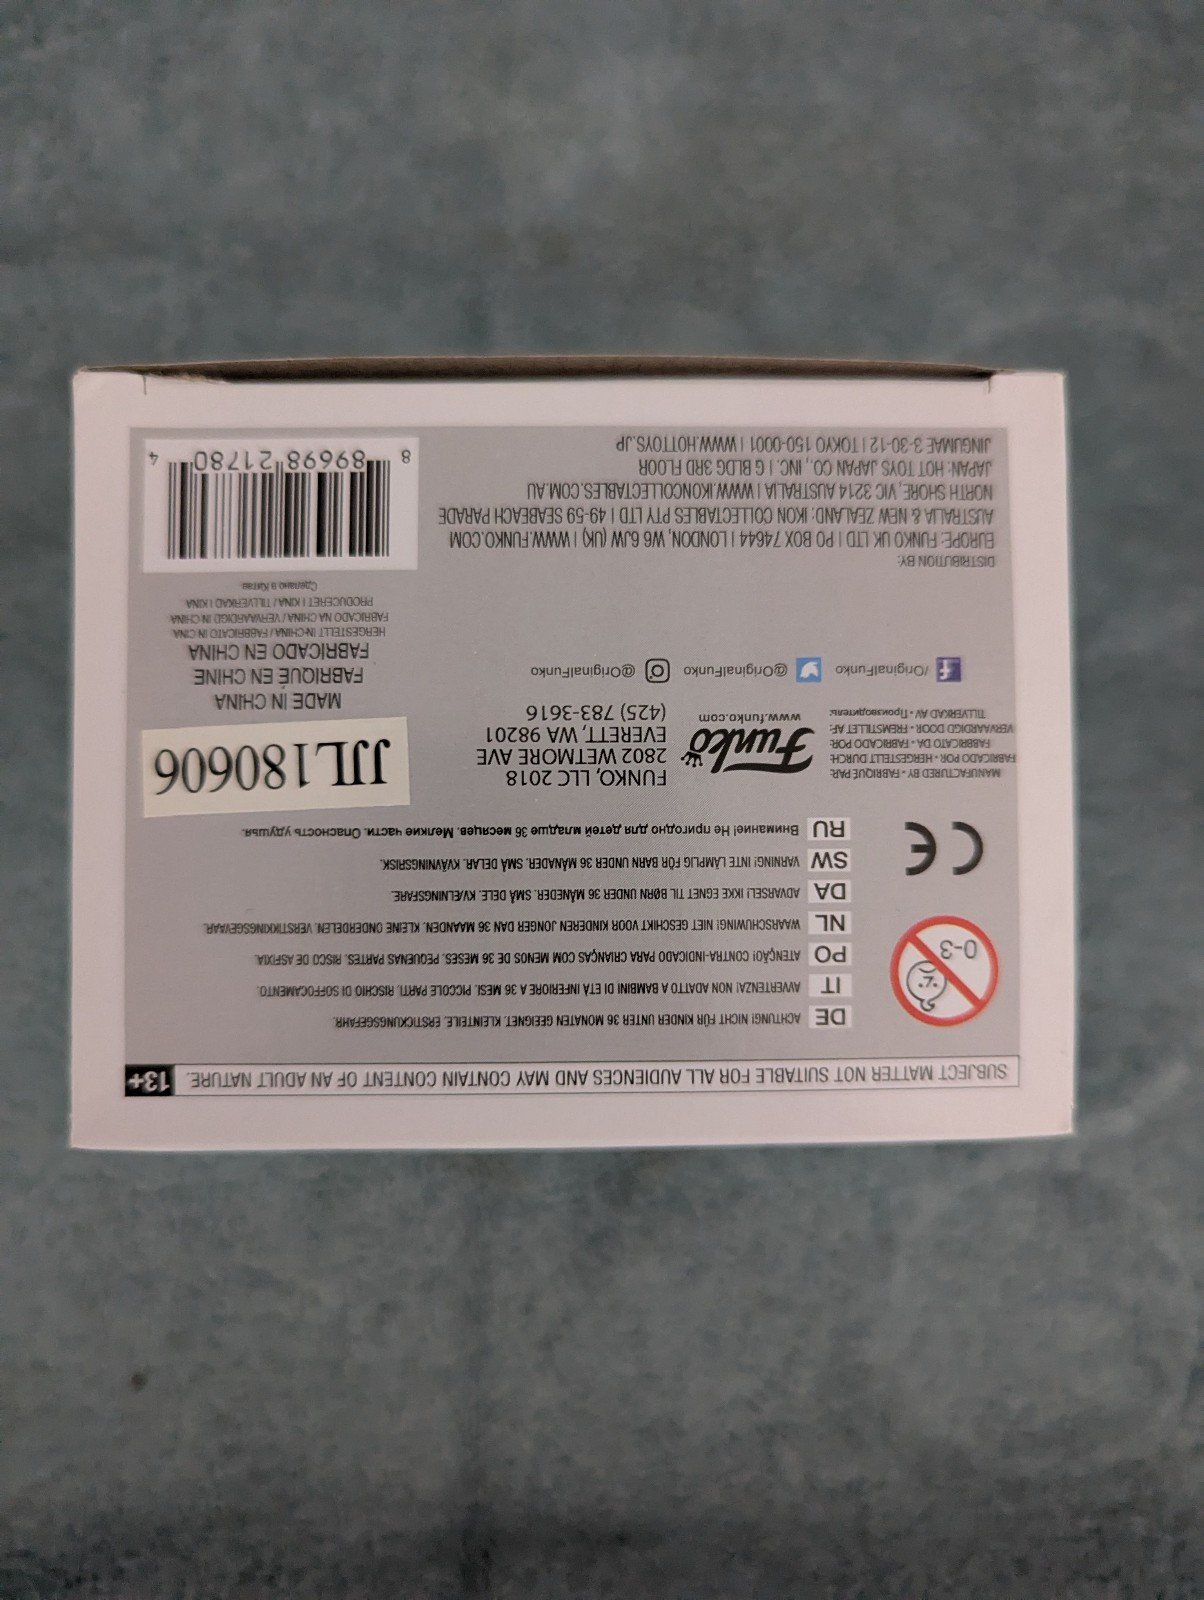 SUBJECT MATTER NOT SUITABLE FOR ALL AUDIENCES AND MAY CONTAIN CONTENT OF AN ADULT NATURE. 13+
0-3
DE ACHTUNG! NICHT FÜR KINDER UNTER 36 MONATEN GEEIGNET. KLEINTEILE. ERSTICKUNGSGEFAHR.
IT AVVERTENZA! NON ADATTO A BAMBINI DI ETÀ INFERIORE A 36 MESI. PICCOLE PARTI. RISCHIO DI SOFFOCAMENTO.
PO ATENÇÃO! CONTRA-INDICADO PARA CRIANÇAS COM MENOS DE 36 MESES. PEQUENAS PARTES. RISCO DE ASFIXIA.
NL WAARSCHUWING! NIET GESCHIKT VOOR KINDEREN JONGER DAN 36 MAANDEN. KLEINE ONDERDELEN. VERSTIKKINGSGEVAAR.
DA ADVARSEL! IKKE EGNET TIL BØRN UNDER 36 MÅNEDER. SMÅ DELE. KVÆLNINGSFARE.
SW VARNING! INTE LÄMPLIG FÖR BARN UNDER 36 MÅNADER. SMÅ DELAR. KVÄVNINGSRISK.
RU Внимание! Не пригодно для детей младше 36 месяцев. Мелкие части. Опасность удушья.
CE
MANUFACTURED BY • FABRIQUÉ PAR:
FABRICADO POR • HERGESTELLT DURCH:
FABBRICATO DA • FABRICADO POR:
VERVAARDIGD DOOR • FREMSTILLET AF:
TILLVERKAD AV • Производитель:
Funko
www.funko.com
FUNKO, LLC 2018
2802 WETMORE AVE
EVERETT, WA 98201
(425) 783-3616
JJL180606
/OriginalFunko @OriginalFunko @OriginalFunko
MADE IN CHINA
FABRIQUÉ EN CHINE
FABRICADO EN CHINA
HERGESTELLT IN CHINA / FABBRICATO IN CINA
FABRICADO NA CHINA / VERVAARDIGD IN CHINA
PRODUCERET I KINA / TILLVERKAD I KINA
Сделано в Китае
DISTRIBUTION BY:
EUROPE: FUNKO UK LTD | PO BOX 74644 | LONDON, W6 6JW (UK) | WWW.FUNKO.COM
AUSTRALIA & NEW ZEALAND: IKON COLLECTABLES PTY LTD | 49-59 SEABEACH PARADE
NORTH SHORE, VIC 3214 AUSTRALIA | WWW.IKONCOLLECTABLES.COM.AU
JAPAN: HOT TOYS JAPAN CO., INC. | G BLDG 3RD FLOOR
JINGUMAE 3-30-12 | TOKYO 150-0001 | WWW.HOTTOYS.JP
8 89698 21780 4